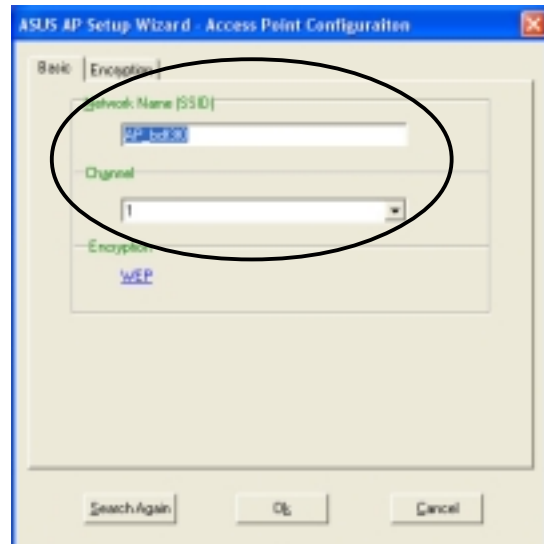 ASUS AP Setup Wizard - Access Point Configuraiton
Basic Encryption
Network Name (SSID)
Channel
1
Encryption
WEP
Search Again Ok Cancel